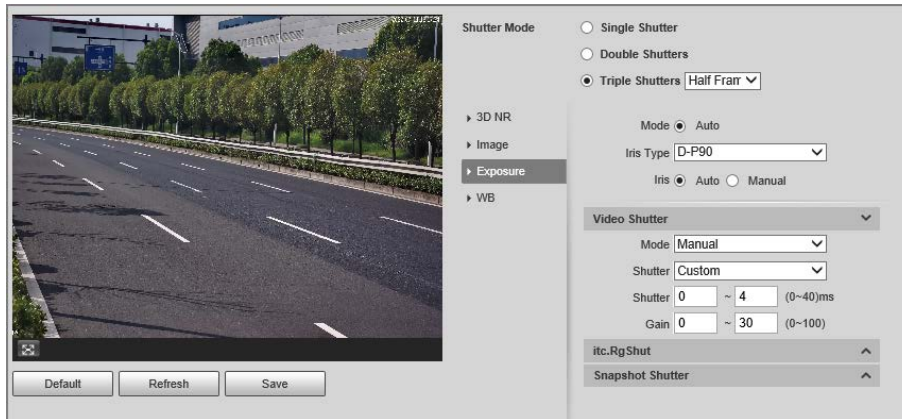 Shutter Mode
Single Shutter
Double Shutters
Triple Shutters Half Fram
3D NR
Image
Exposure
WB
Mode Auto
Iris Type D-P90
Iris Auto Manual
Video Shutter
Mode Manual
Shutter Custom
Shutter 0 ~ 4 (0~40)ms
Gain 0 ~ 30 (0~100)
itc.RgShut
Snapshot Shutter
Default Refresh Save